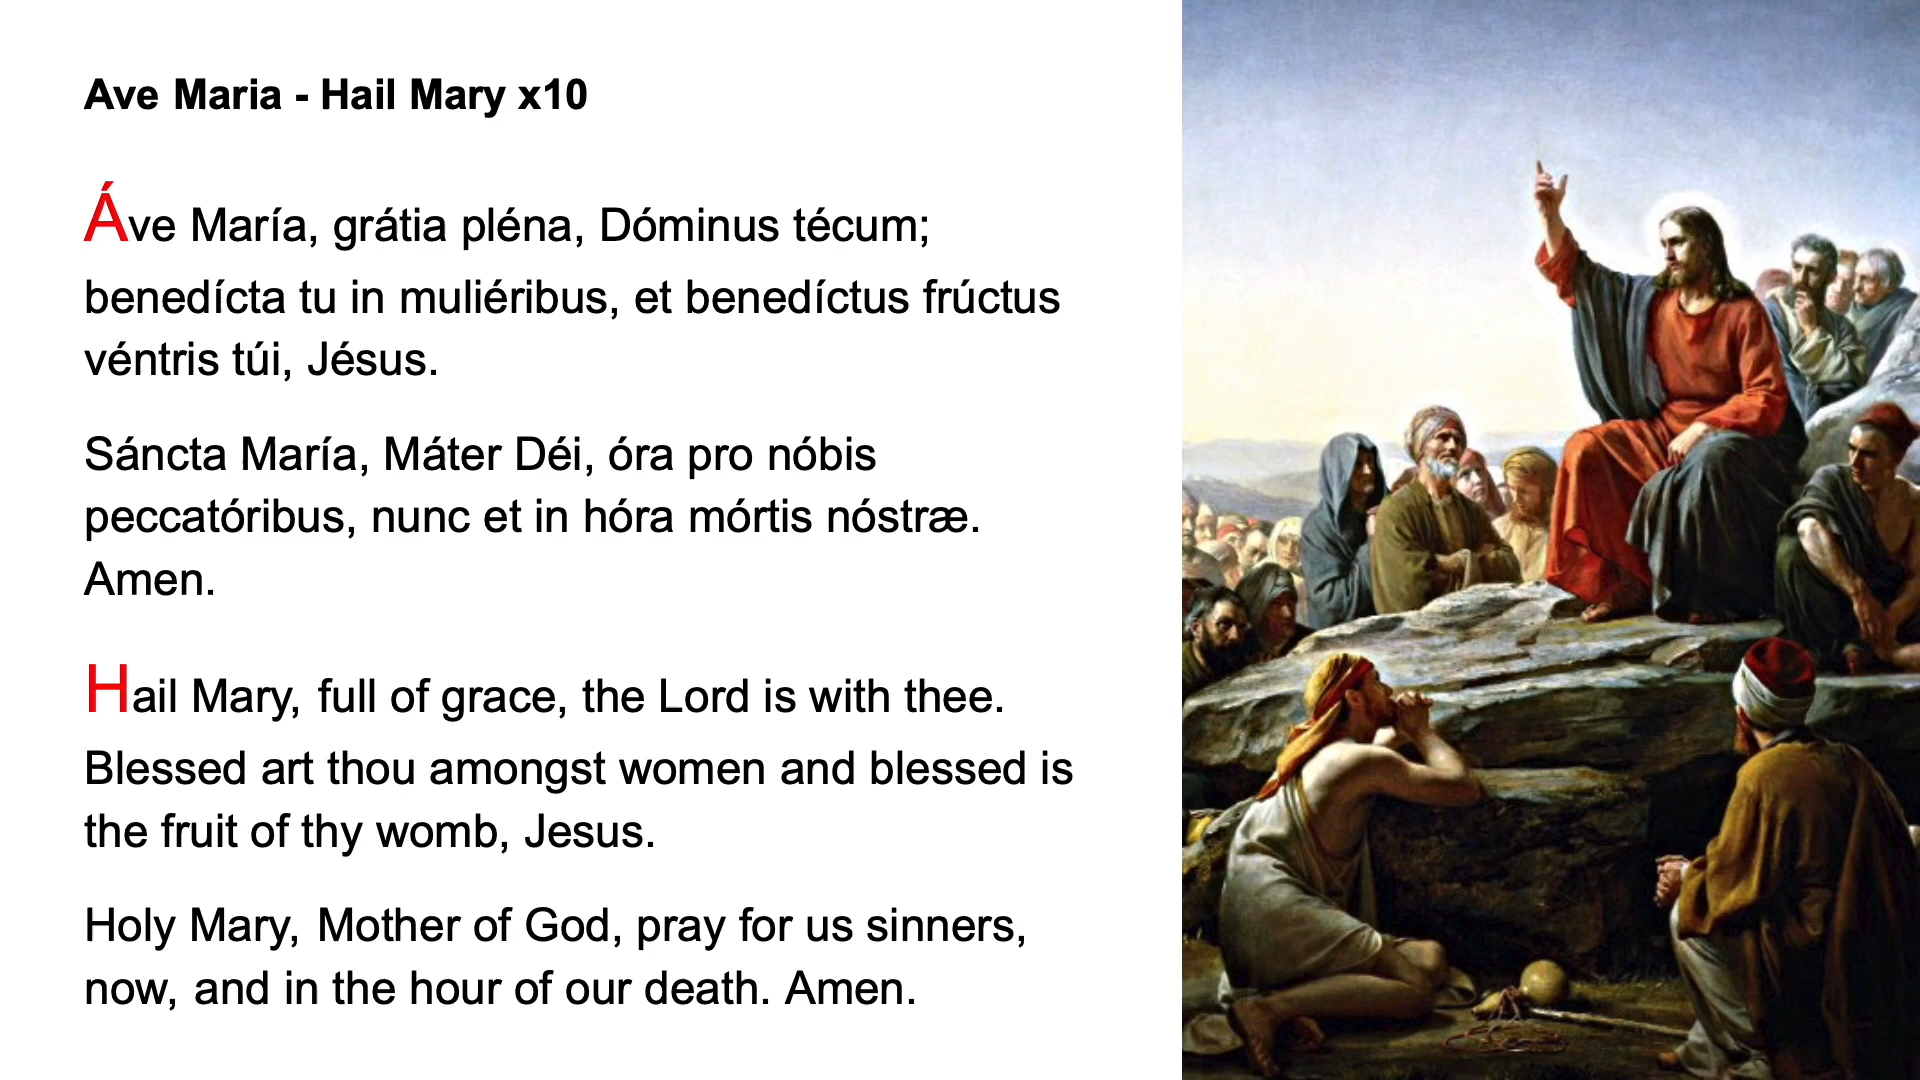 Ave Maria - Hail Mary x10
Áve María, grátia pléna, Dóminus técum;
benedícta tu in muliéribus, et benedíctus frúctus
véntris túi, Jésus.
Sáncta María, Máter Déi, óra pro nóbis
peccatóribus, nunc et in hóra mórtis nóstræ.
Amen.
Hail Mary, full of grace, the Lord is with thee.
Blessed art thou amongst women and blessed is
the fruit of thy womb, Jesus.
Holy Mary, Mother of God, pray for us sinners,
now, and in the hour of our death. Amen.